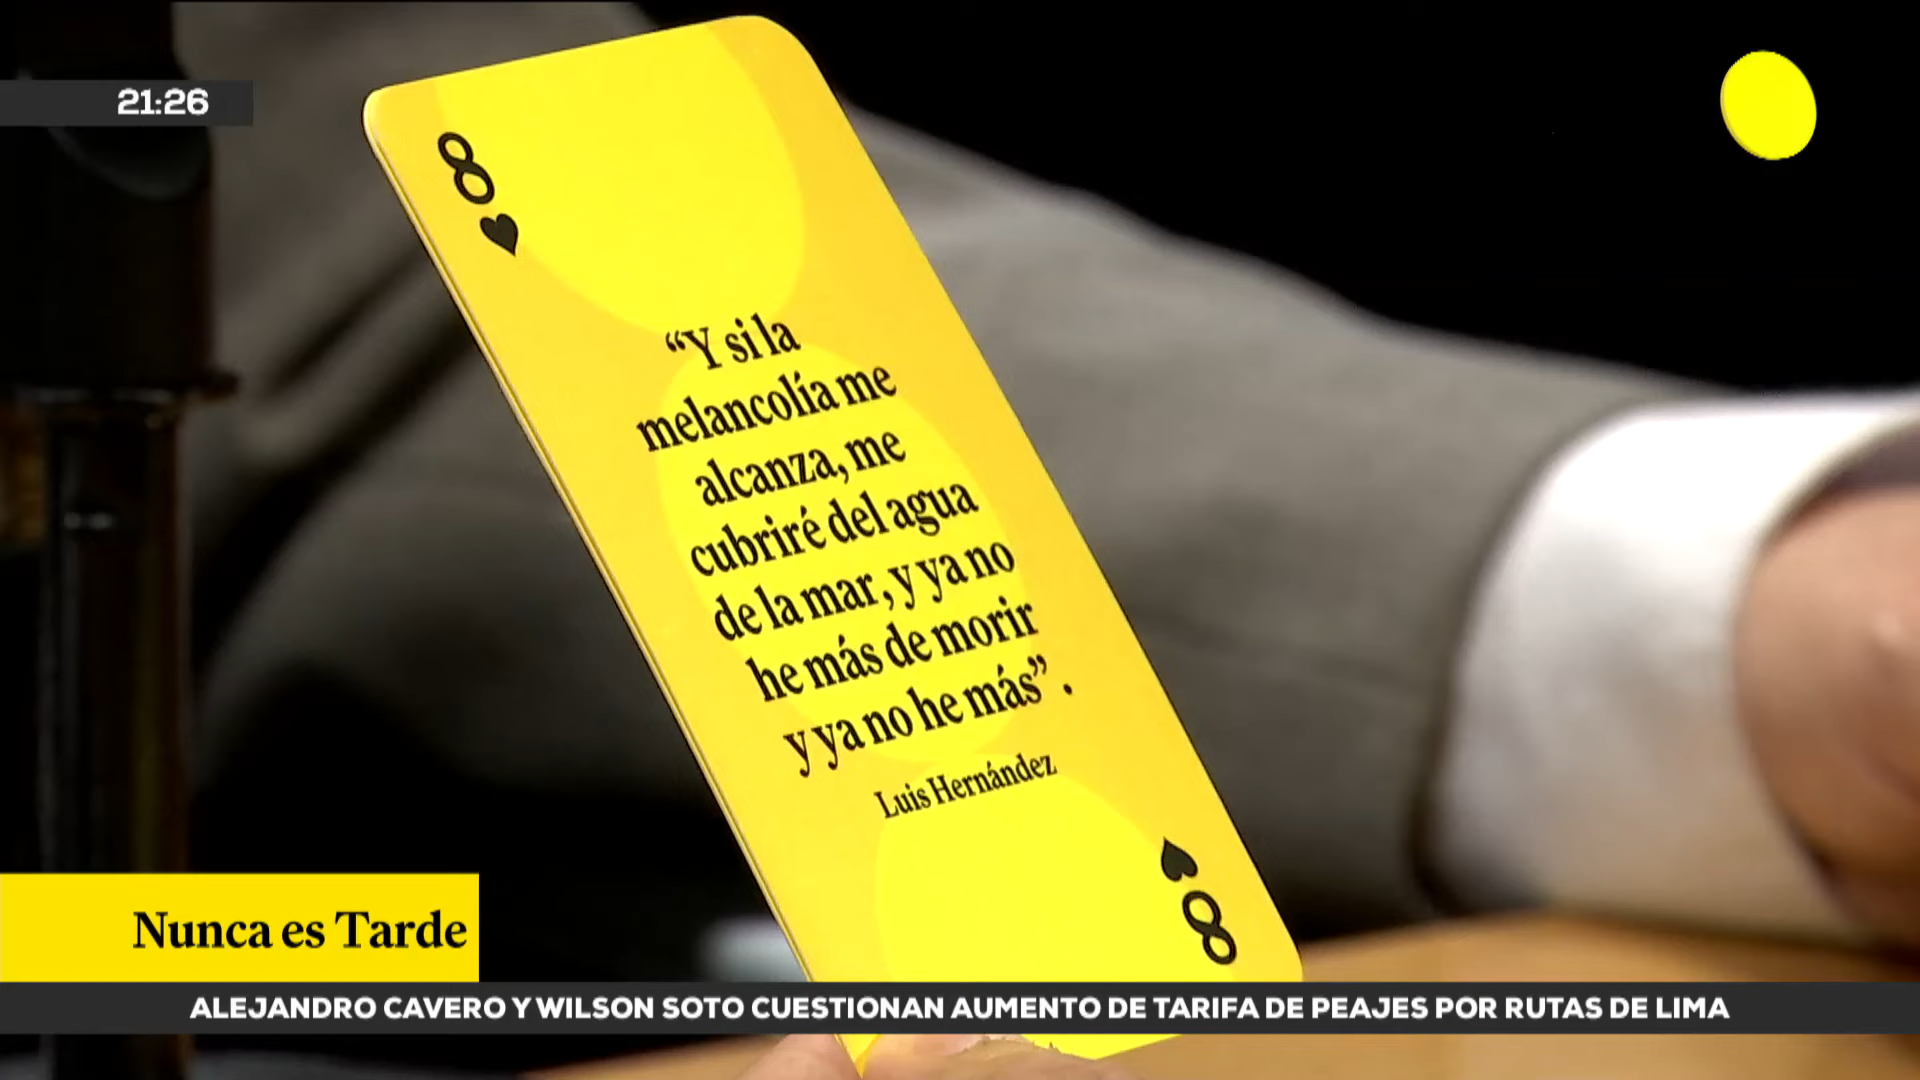 21:26
8
“Y si la
melancolía me
alcanza, me
cubriré del agua
de la mar, y ya no
he más de morir
y ya no he más”.
Luis Hernández
8
Nunca es Tarde
ALEJANDRO CAVERO Y WILSON SOTO CUESTIONAN AUMENTO DE TARIFA DE PEAJES POR RUTAS DE LIMA